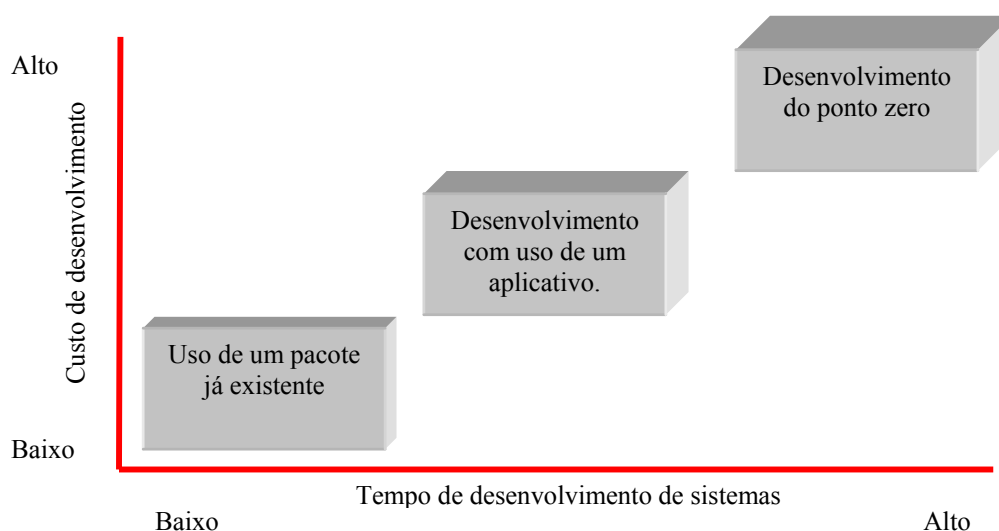 Alto
Desenvolvimento
do ponto zero
Custo de desenvolvimento
Desenvolvimento
com uso de um
aplicativo.
Uso de um pacote
já existente
Baixo
Tempo de desenvolvimento de sistemas
Baixo
Alto